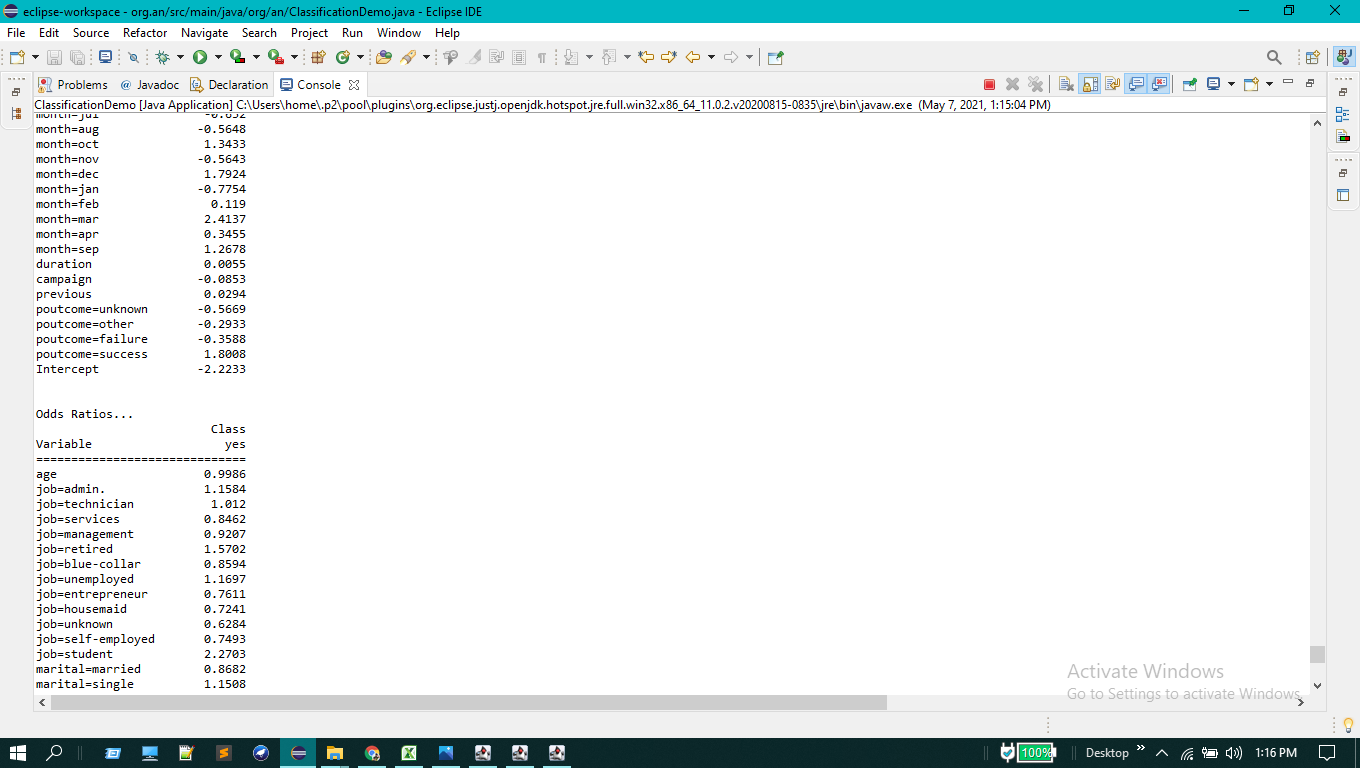 eclipse-workspace - org.an/src/main/java/org/an/ClassificationDemo.java - Eclipse IDE
File Edit Source Refactor Navigate Search Project Run Window Help
Problems @ Javadoc Declaration Console
ClassificationDemo [Java Application] C:\Users\home\.p2\pool\plugins\org.eclipse.justj.openjdk.hotspot.jre.full.win32.x86_64_11.0.2.v20200815-0835\jre\bin\javaw.exe (May 7, 2021, 1:15:04 PM)
month=jul -0.652
month=aug -0.5648
month=oct 1.3433
month=nov -0.5643
month=dec 1.7924
month=jan -0.7754
month=feb 0.119
month=mar 2.4137
month=apr 0.3455
month=sep 1.2678
duration 0.0055
campaign -0.0853
previous 0.0294
poutcome=unknown -0.5669
poutcome=other -0.2933
poutcome=failure -0.3588
poutcome=success 1.8008
Intercept -2.2233
Odds Ratios...
Class
Variable yes
==============================
age 0.9986
job=admin. 1.1584
job=technician 1.012
job=services 0.8462
job=management 0.9207
job=retired 1.5702
job=blue-collar 0.8594
job=unemployed 1.1697
job=entrepreneur 0.7611
job=housemaid 0.7241
job=unknown 0.6284
job=self-employed 0.7493
job=student 2.2703
marital=married 0.8682
marital=single 1.1508
Activate Windows
Go to Settings to activate Windows.
100% Desktop 1:16 PM